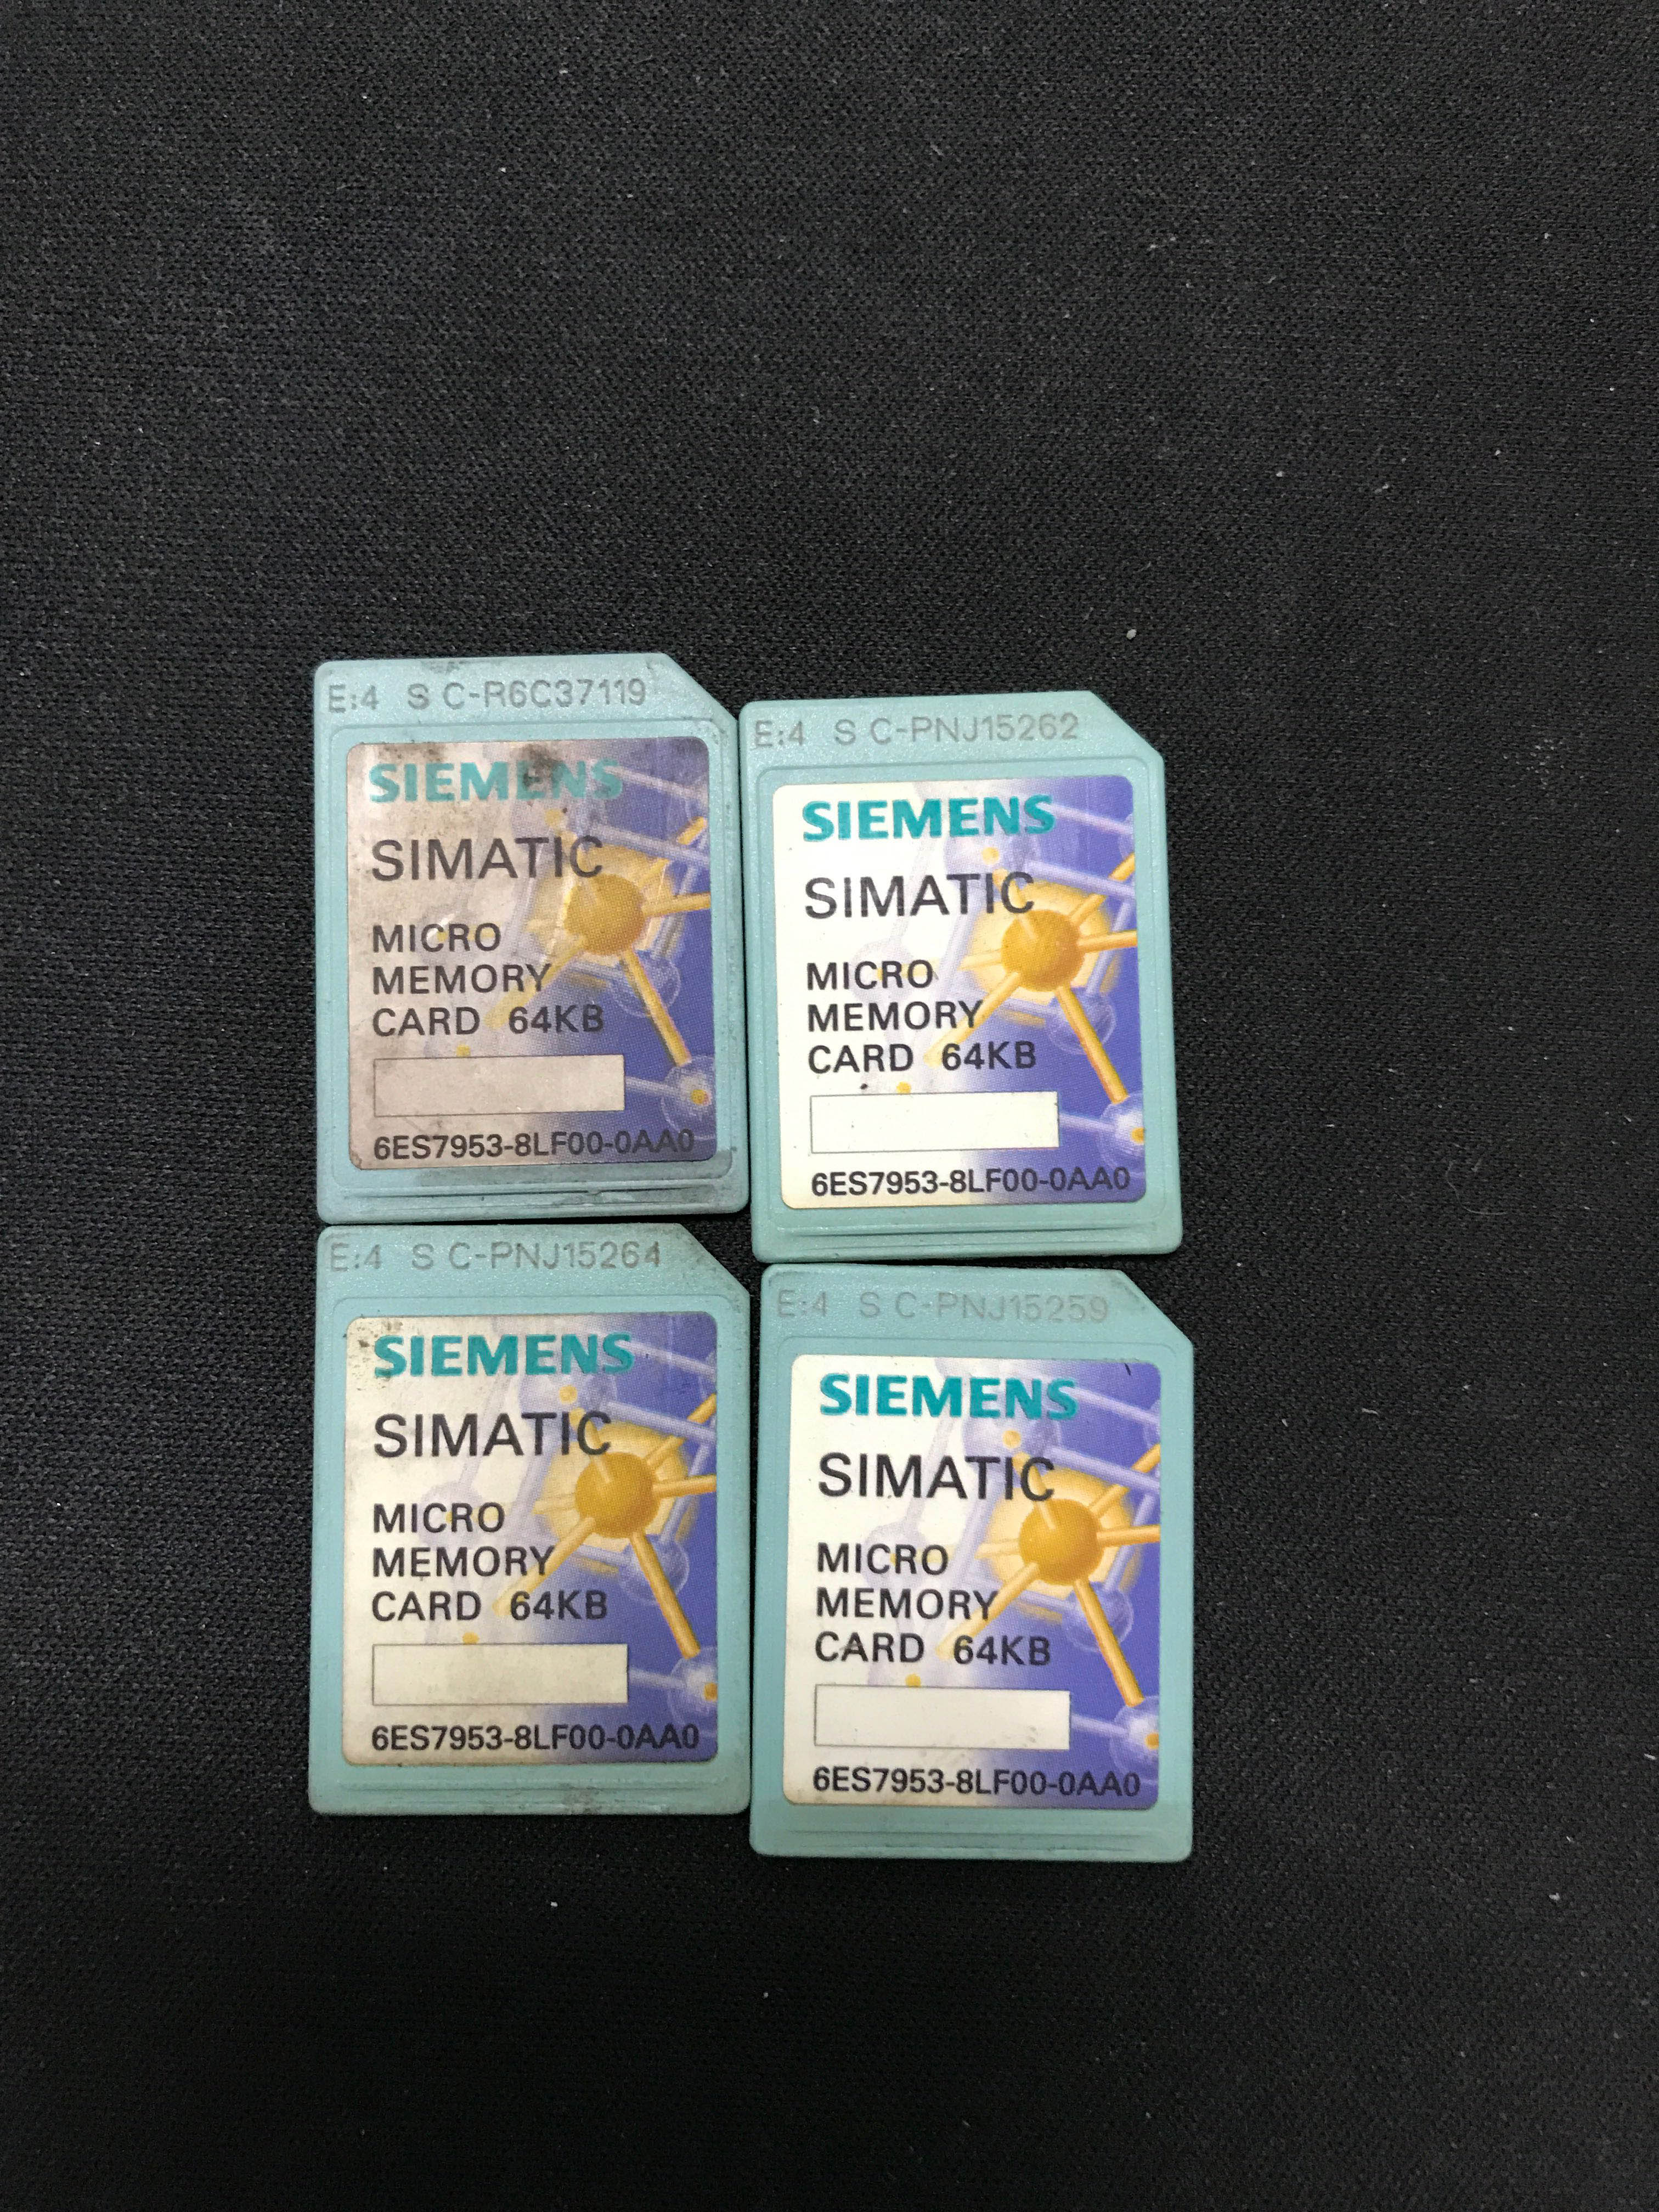 E:4 S C-R6C37119
SIEMENS
SIMATIC
MICRO
MEMORY
CARD 64KB
6ES7953-8LF00-0AA0
E:4 S C-PNJ15262
SIEMENS
SIMATIC
MICRO
MEMORY
CARD 64KB
6ES7953-8LF00-0AA0
E:4 S C-PNJ15264
SIEMENS
SIMATIC
MICRO
MEMORY
CARD 64KB
6ES7953-8LF00-0AA0
E:4 S C-PNJ15259
SIEMENS
SIMATIC
MICRO
MEMORY
CARD 64KB
6ES7953-8LF00-0AA0